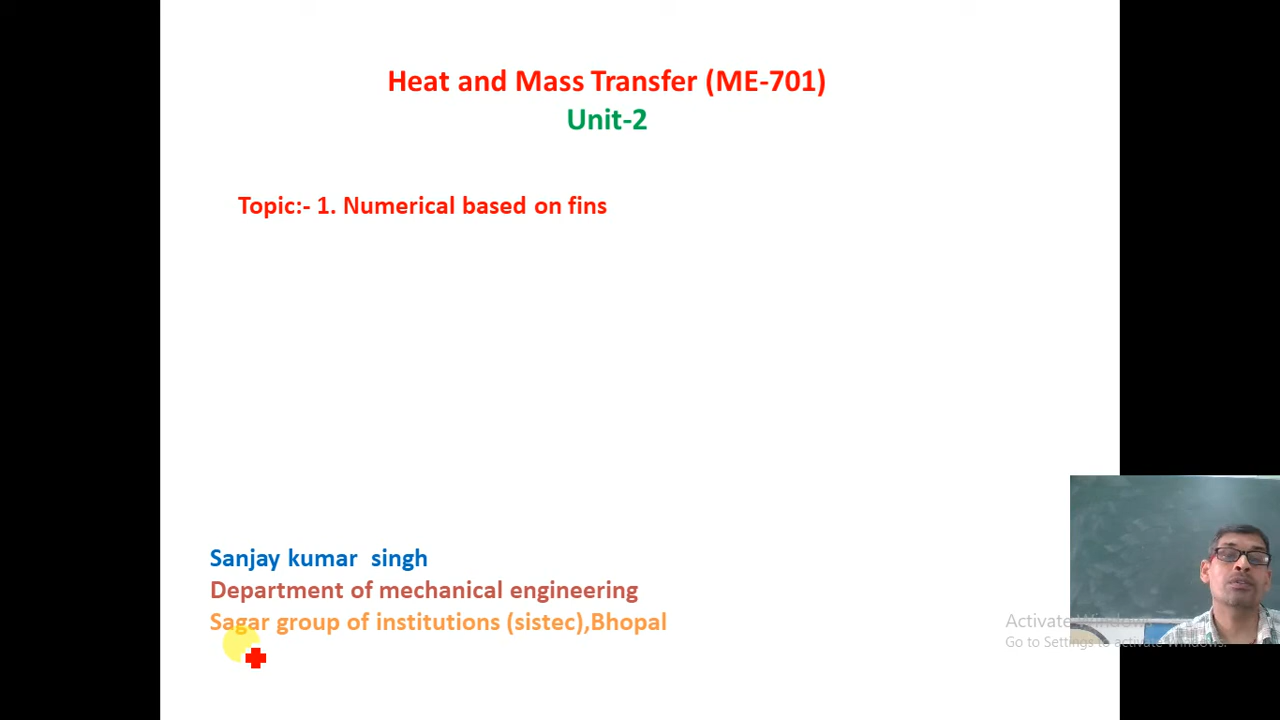 Heat and Mass Transfer (ME-701)
Unit-2
Topic:- 1. Numerical based on fins
Sanjay kumar singh
Department of mechanical engineering
Sagar group of institutions (sistec),Bhopal
Activate Windows
Go to Settings to activate Windows.